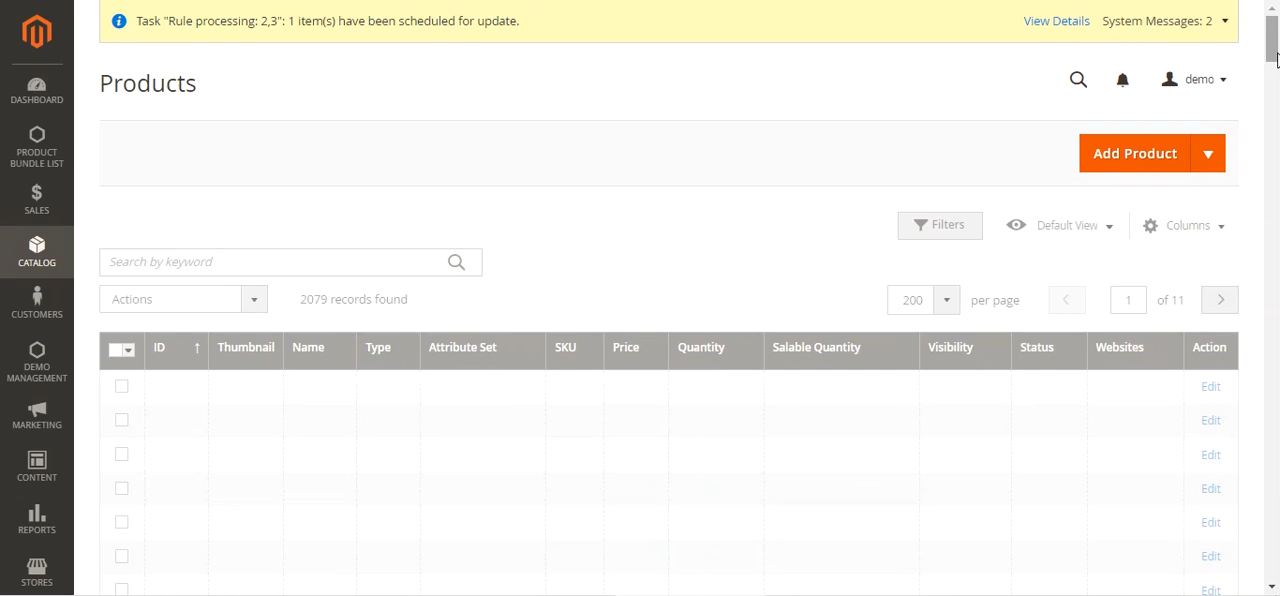 Task "Rule processing: 2,3": 1 item(s) have been scheduled for update.
View Details
System Messages: 2
Products
demo
Add Product
DASHBOARD
PRODUCT
BUNDLE LIST
SALES
CATALOG
CUSTOMERS
DEMO
MANAGEMENT
MARKETING
CONTENT
REPORTS
STORES
Filters
Default View
Columns
Search by keyword
Actions
2079 records found
200
per page
1
of 11
ID ↑ Thumbnail Name Type Attribute Set SKU Price Quantity Salable Quantity Visibility Status Websites Action
Edit
Edit
Edit
Edit
Edit
Edit
Edit